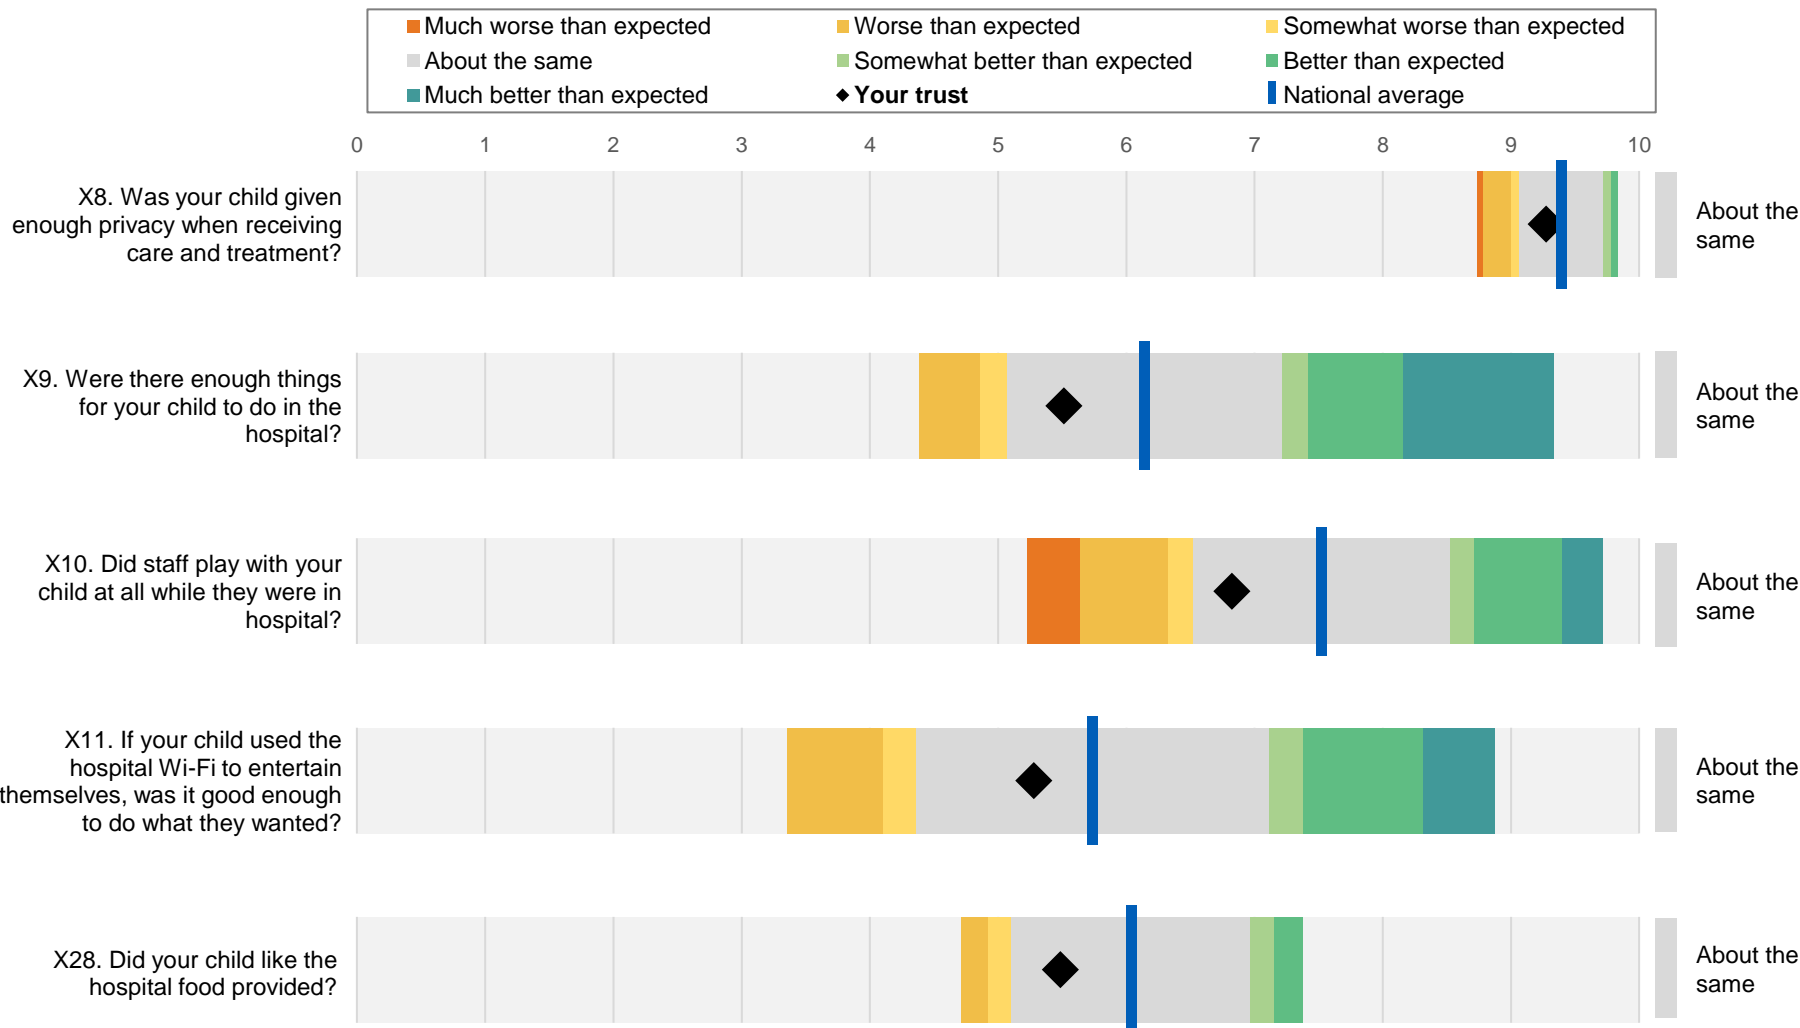 Much worse than expected
Worse than expected
Somewhat worse than expected
About the same
Somewhat better than expected
Better than expected
Much better than expected
Your trust
National average
0 1 2 3 4 5 6 7 8 9 10
X8. Was your child given
enough privacy when receiving
care and treatment?
About the
same
X9. Were there enough things
for your child to do in the
hospital?
About the
same
X10. Did staff play with your
child at all while they were in
hospital?
About the
same
X11. If your child used the
hospital Wi-Fi to entertain
themselves, was it good enough
to do what they wanted?
About the
same
X28. Did your child like the
hospital food provided?
About the
same